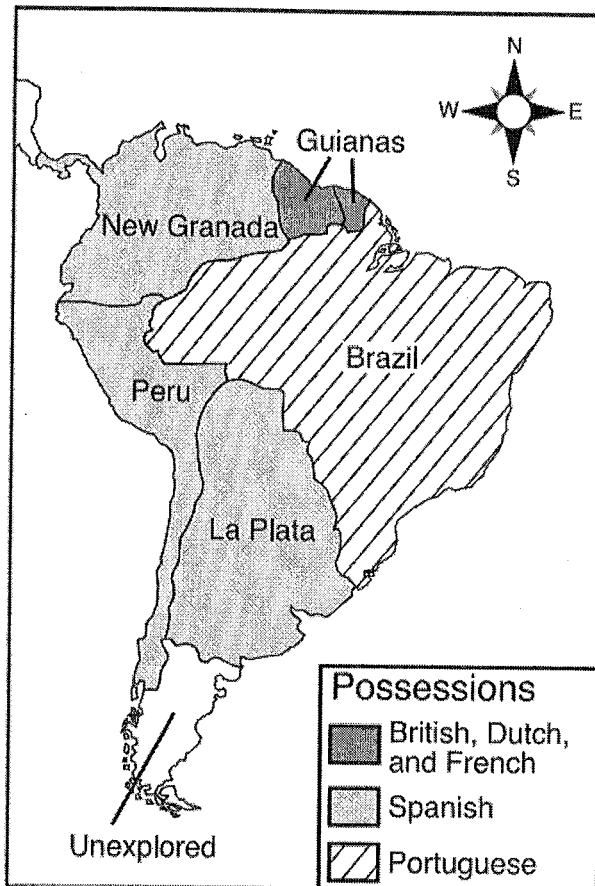 N
W E
S
Guianas
New Granada
Brazil
Peru
La Plata
Unexplored
Possessions
British, Dutch,
and French
Spanish
Portuguese